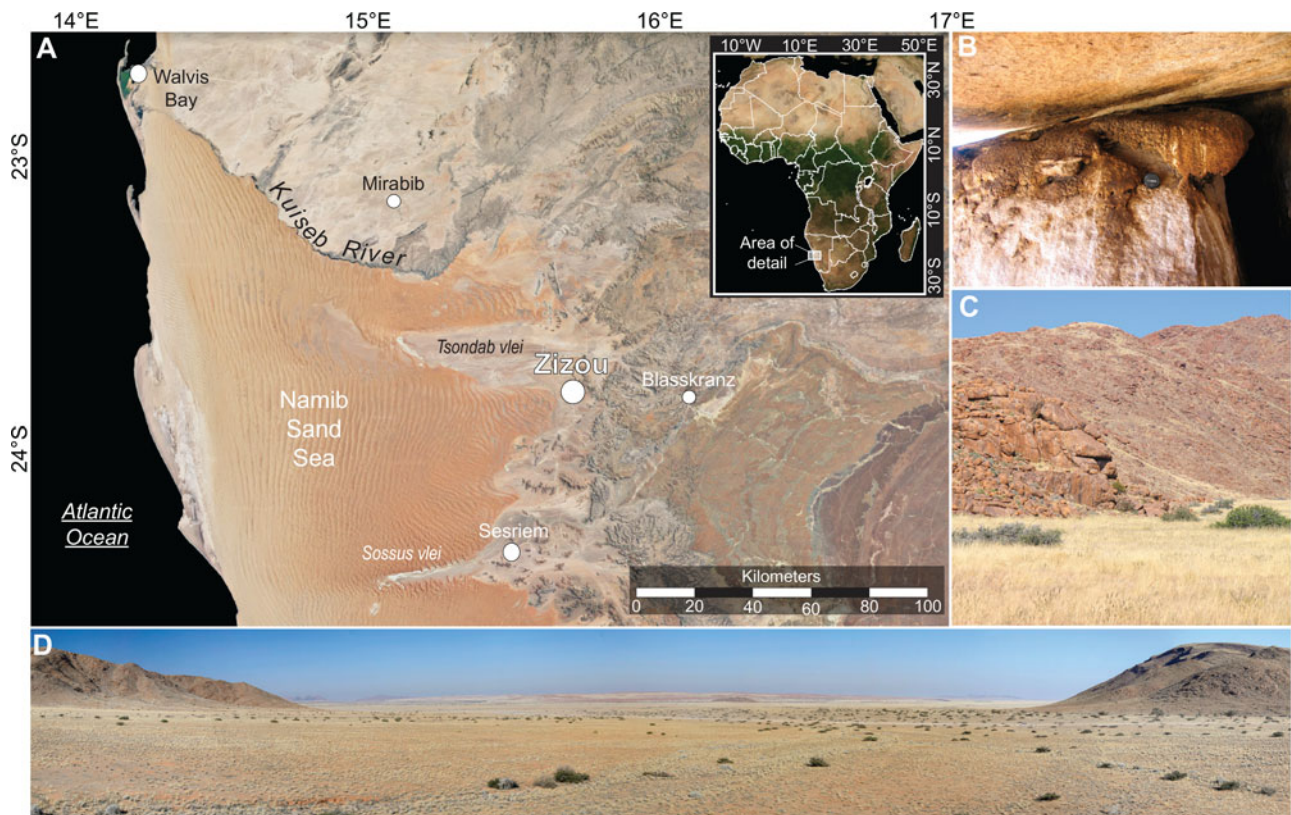 14°E 15°E 16°E 17°E
A
10°W 10°E 30°E 50°E
30°N
10°N
10°S
30°S
Area of
detail
Walvis
Bay
23°S
Mirabib
Kuiseb River
Tsondab vlei
Zizou
Blasskranz
Namib
Sand
Sea
24°S
Atlantic
Ocean
Sesriem
Sossus vlei
Kilometers
0 20 40 60 80 100
B
C
D